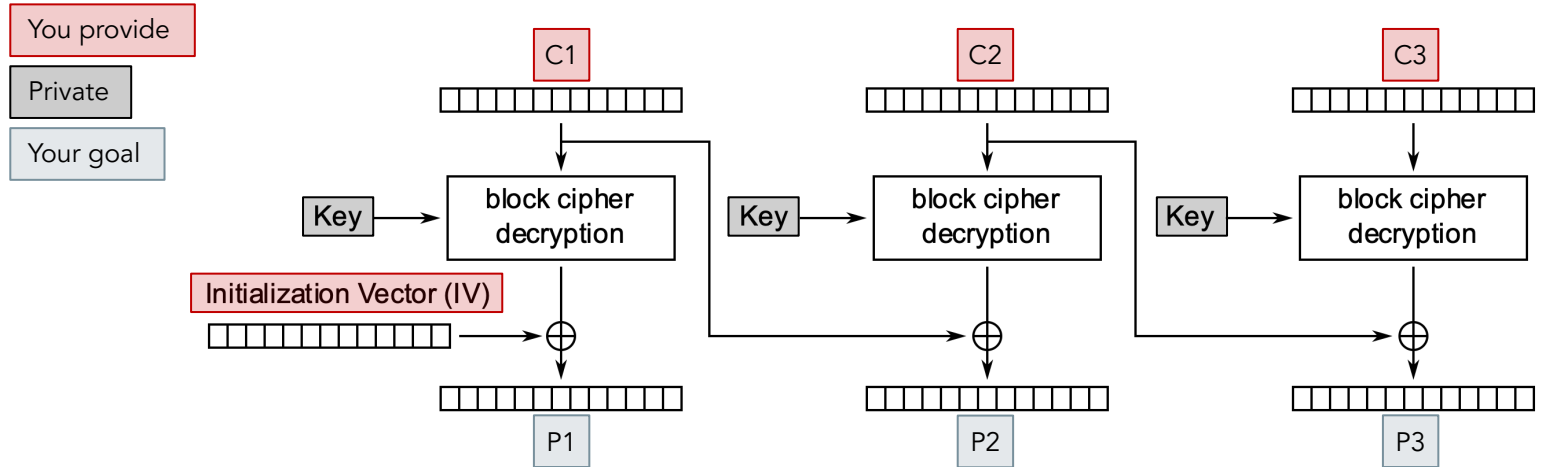 You provide
Private
Your goal
C1
C2
C3
Key
block cipher
decryption
Key
block cipher
decryption
Key
block cipher
decryption
Initialization Vector (IV)
P1
P2
P3